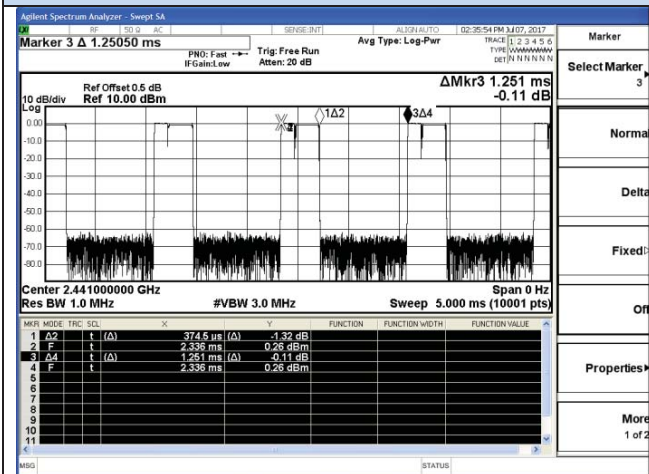 Agilent Spectrum Analyzer - Swept SA
RF 50 Ω AC SENSE:INT ALIGN AUTO 02:35:54 PM Jul 07, 2017
Marker 3 Δ 1.25050 ms
PNO: Fast Trig: Free Run Avg Type: Log-Pwr TRACE 1 2 3 4 5 6
IFGain:Low Atten: 20 dB TYPE WWWWWW
DET N N N N N N
Marker
Select Marker
3
Normal
Delta
Fixed
Off
Properties
More
1 of 2
Ref Offset 0.5 dB ΔMkr3 1.251 ms
10 dB/div Ref 10.00 dBm -0.11 dB
Log
1Δ2 3Δ4
0.00
-10.0
-20.0
-30.0
-40.0
-50.0
-60.0
-70.0
-80.0
Center 2.441000000 GHz Span 0 Hz
Res BW 1.0 MHz #VBW 3.0 MHz Sweep 5.000 ms (10001 pts)
MKR MODE TRC SCL X Y FUNCTION FUNCTION WIDTH FUNCTION VALUE
1 Δ2 t (Δ) 374.5 µs (Δ) -1.32 dB
2 F t 2.336 ms 0.26 dBm
3 Δ4 t (Δ) 1.251 ms (Δ) -0.11 dB
4 F t 2.336 ms 0.26 dBm
5
6
7
8
9
10
11
MSG STATUS